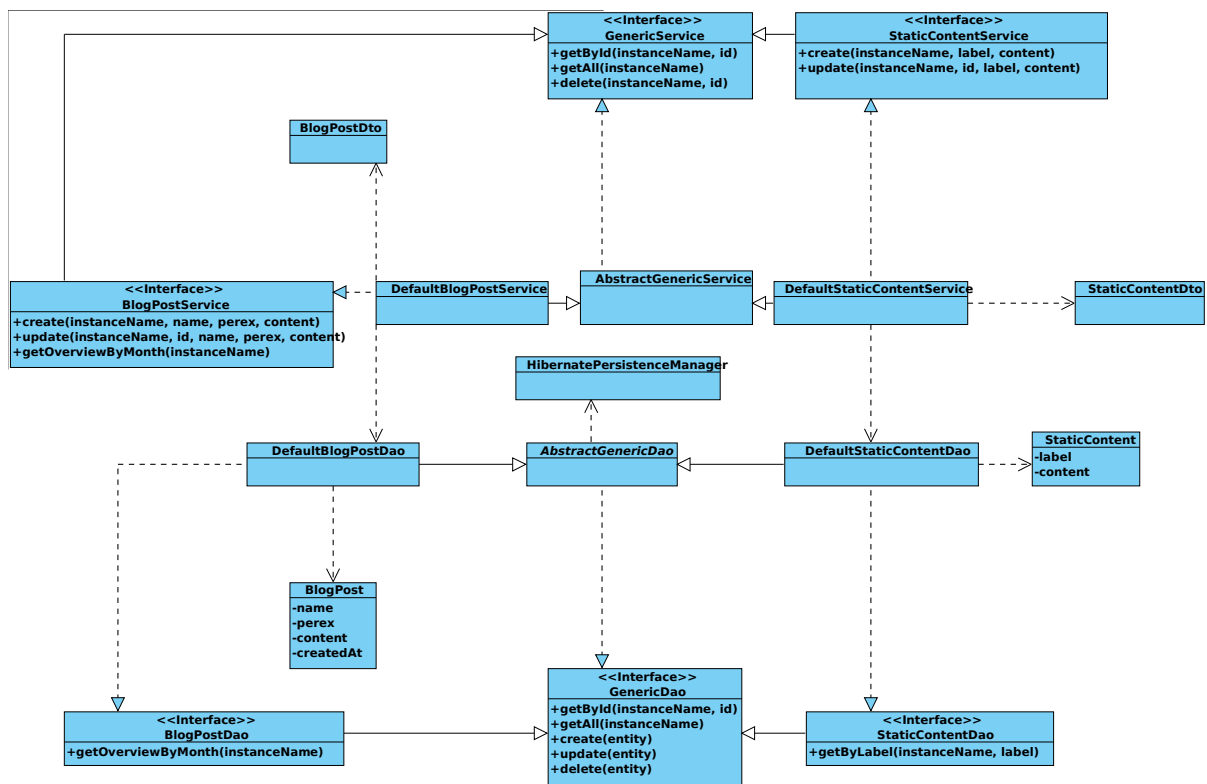 <<Interface>>
GenericService
+getById(instanceName, id)
+getAll(instanceName)
+delete(instanceName, id)
<<Interface>>
StaticContentService
+create(instanceName, label, content)
+update(instanceName, id, label, content)
BlogPostDto
<<Interface>>
BlogPostService
+create(instanceName, name, perex, content)
+update(instanceName, id, name, perex, content)
+getOverviewByMonth(instanceName)
DefaultBlogPostService
AbstractGenericService
DefaultStaticContentService
StaticContentDto
HibernatePersistenceManager
DefaultBlogPostDao
AbstractGenericDao
DefaultStaticContentDao
StaticContent
-label
-content
BlogPost
-name
-perex
-content
-createdAt
<<Interface>>
BlogPostDao
+getOverviewByMonth(instanceName)
<<Interface>>
GenericDao
+getById(instanceName, id)
+getAll(instanceName)
+create(entity)
+update(entity)
+delete(entity)
<<Interface>>
StaticContentDao
+getByLabel(instanceName, label)